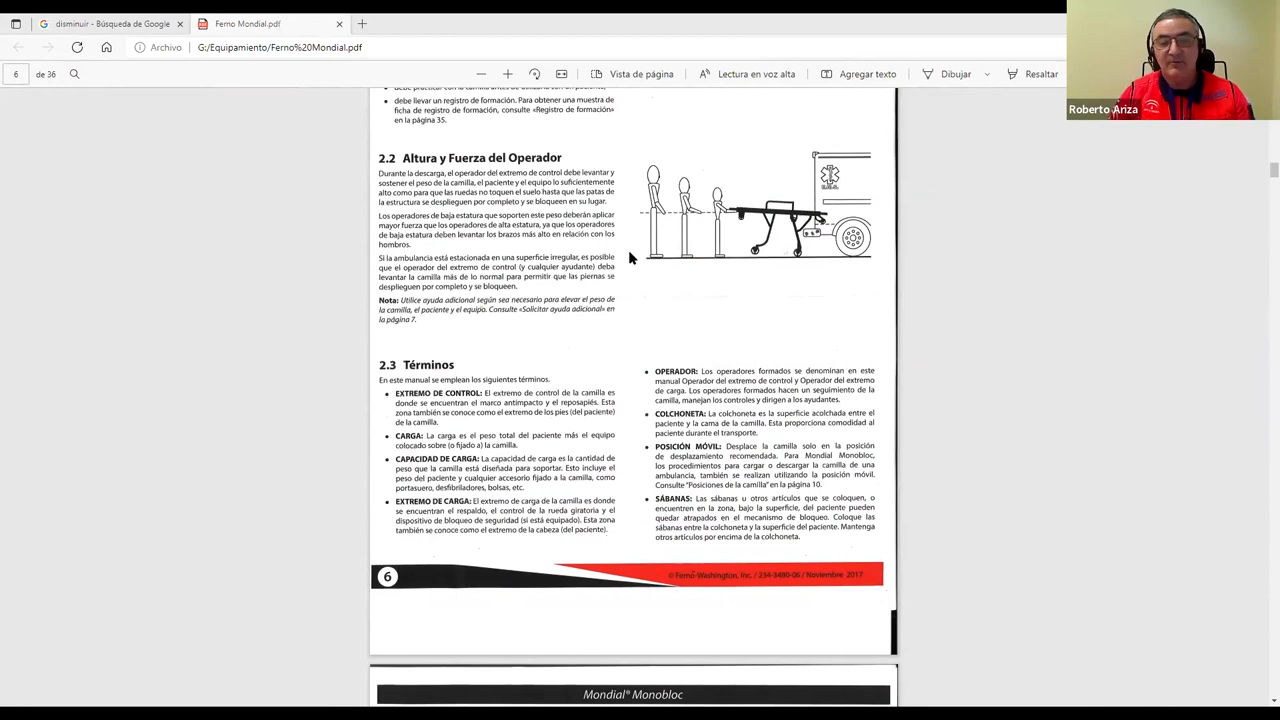 disminuir - Búsqueda de Google
Ferno Mondial.pdf
Archivo
G:/Equipamiento/Ferno%20Mondial.pdf
6
de 36
Vista de página
Lectura en voz alta
Agregar texto
Dibujar
Resaltar
Roberto Ariza
debe llevar un registro de formación. Para obtener una muestra de
ficha de registro de formación, consulte «Registro de formación»
en la página 35.
2.2 Altura y Fuerza del Operador
Durante la descarga, el operador del extremo de control debe levantar y
sostener el peso de la camilla, el paciente y el equipo lo suficientemente
alto como para que las ruedas no toquen el suelo hasta que las patas de
la estructura se desplieguen por completo y se bloqueen en su lugar.
Los operadores de baja estatura que soporten este peso deberán aplicar
mayor fuerza que los operadores de alta estatura, ya que los operadores
de baja estatura deben levantar los brazos más alto en relación con los
hombros.
Si la ambulancia está estacionada en una superficie irregular, es posible
que el operador del extremo de control (y cualquier ayudante) deba
levantar la camilla más de lo normal para permitir que las piernas se
desplieguen por completo y se bloqueen.
Nota: Utilice ayuda adicional según sea necesario para elevar el peso de
la camilla, el paciente y el equipo. Consulte «Solicitar ayuda adicional» en
la página 7.
2.3 Términos
En este manual se emplean los siguientes términos.
• EXTREMO DE CONTROL: El extremo de control de la camilla es
donde se encuentran el marco antimpacto y el reposapiés. Esta
zona también se conoce como el extremo de los pies (del paciente)
de la camilla.
• CARGA: La carga es el peso total del paciente más el equipo
colocado sobre (o fijado a) la camilla.
• CAPACIDAD DE CARGA: La capacidad de carga es la cantidad de
peso que la camilla está diseñada para soportar. Esto incluye el
peso del paciente y cualquier accesorio fijado a la camilla, como
portasuero, desfibriladores, bolsas, etc.
• EXTREMO DE CARGA: El extremo de carga de la camilla es donde
se encuentran el respaldo, el control de la rueda giratoria y el
dispositivo de bloqueo de seguridad (si está equipado). Esta zona
también se conoce como el extremo de la cabeza (del paciente).
• OPERADOR: Los operadores formados se denominan en este
manual Operador del extremo de control y Operador del extremo
de carga. Los operadores formados hacen un seguimiento de la
camilla, manejan los controles y dirigen a los ayudantes.
• COLCHONETA: La colchoneta es la superficie acolchada entre el
paciente y la cama de la camilla. Esta proporciona comodidad al
paciente durante el transporte.
• POSICIÓN MÓVIL: Desplace la camilla solo en la posición
de desplazamiento recomendada. Para Mondial Monobloc,
los procedimientos para cargar o descargar la camilla de una
ambulancia, también se realizan utilizando la posición móvil.
Consulte "Posiciones de la camilla" en la página 10.
• SÁBANAS: Las sábanas u otros artículos que se coloquen, o
encuentren en la zona, bajo la superficie, del paciente pueden
quedar atrapados en el mecanismo de bloqueo. Coloque las
sábanas entre la colchoneta y la superficie del paciente. Mantenga
otros artículos por encima de la colchoneta.
6
© Ferno-Washington, Inc. / 234-3480-06 / Noviembre 2017
Mondial® Monobloc